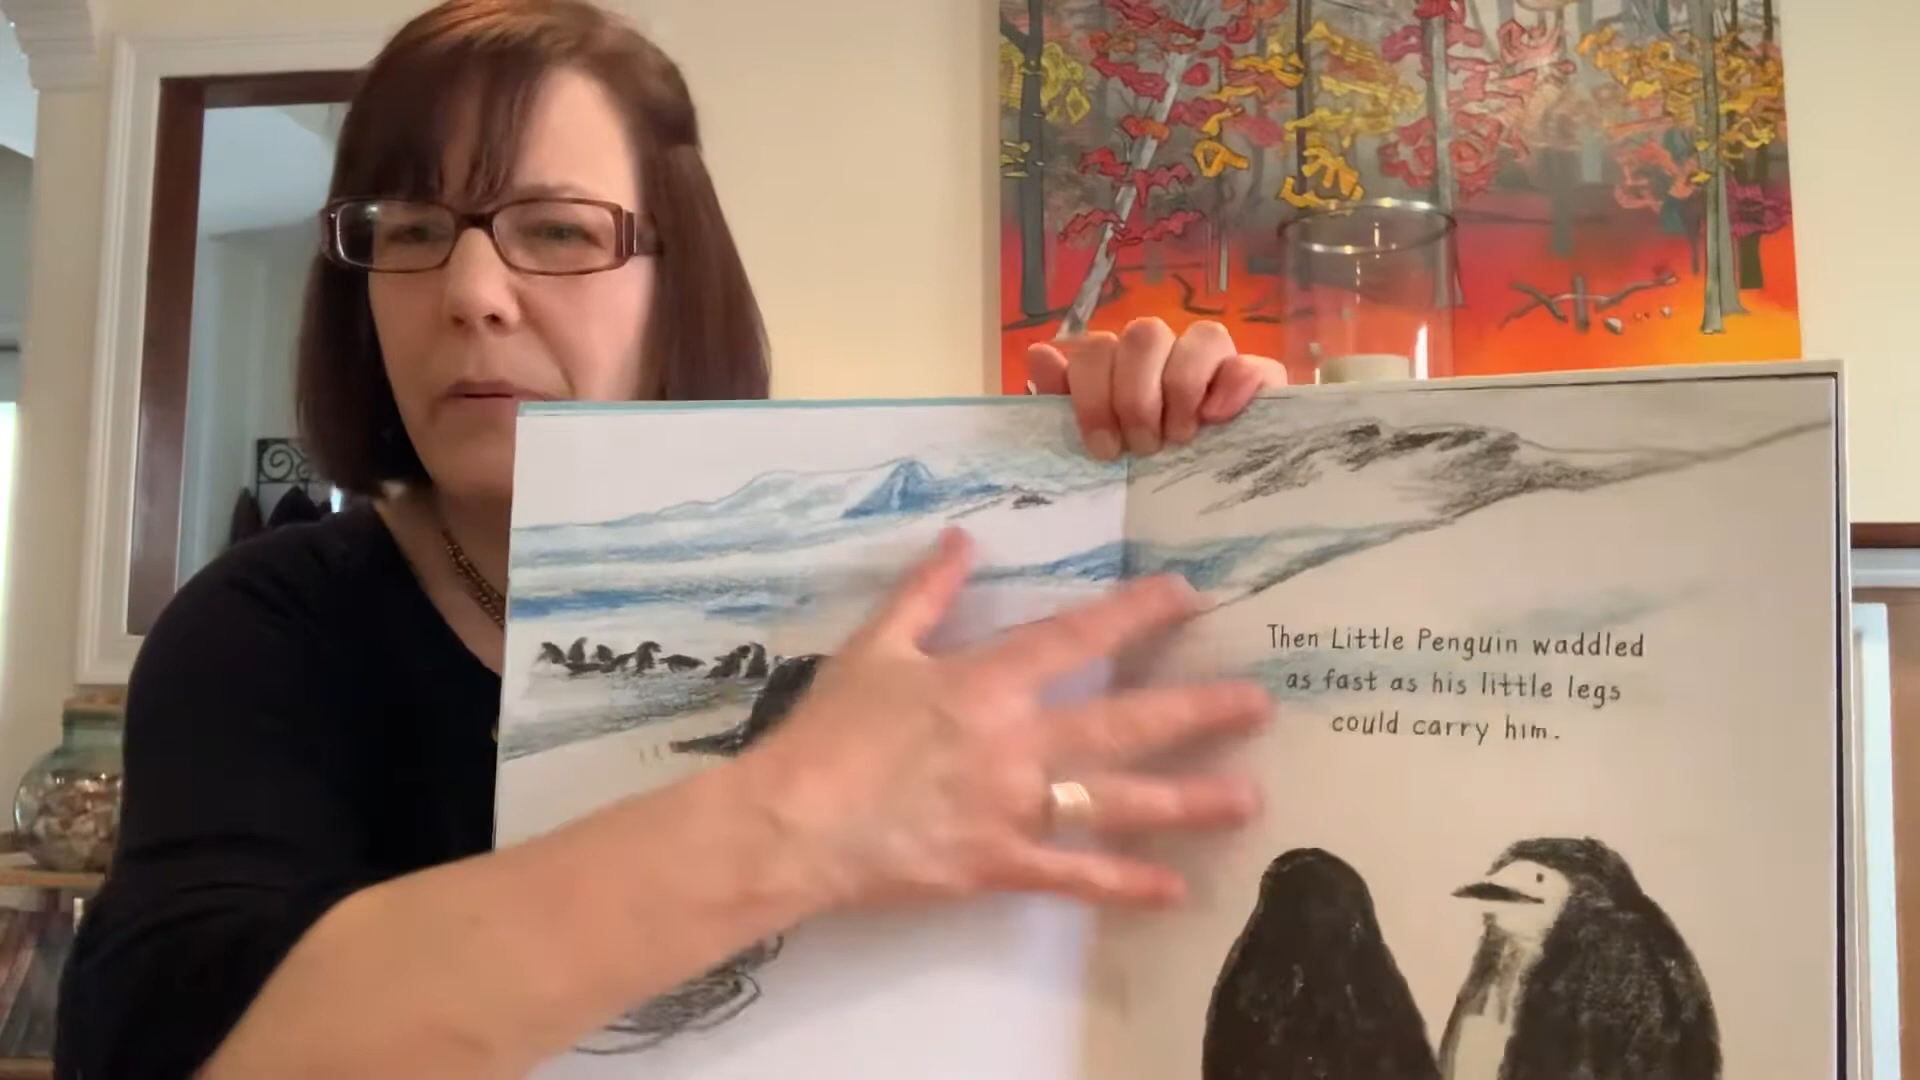 Then Little Penguin waddled
as fast as his little legs
could carry him.